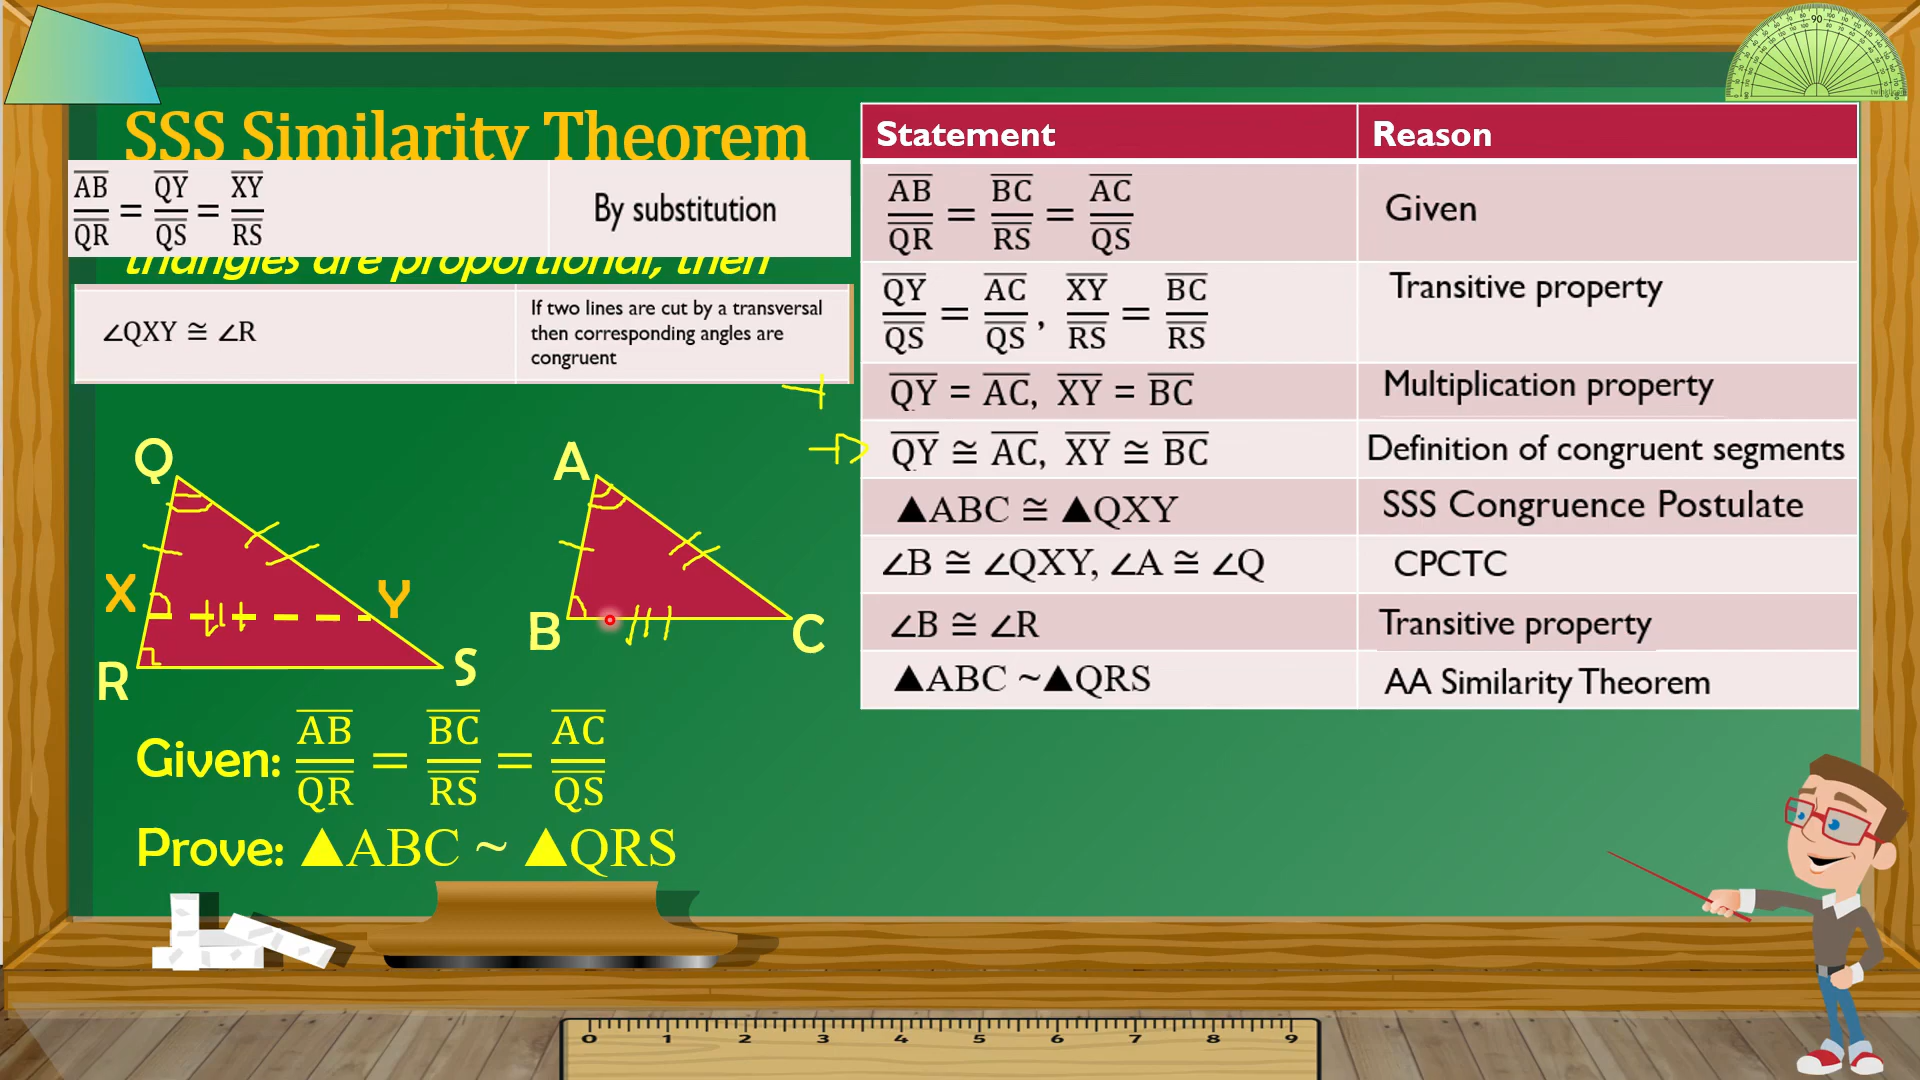 SSS Similarity Theorem
AB/QR = QY/QS = XY/RS
By substitution
triangles are proportional, then
∠QXY ≅ ∠R
If two lines are cut by a transversal
then corresponding angles are
congruent
Q
X
Y
R
S
A
B
C
Given: AB/QR = BC/RS = AC/QS
Prove: ▲ABC ~ ▲QRS
Statement
Reason
AB/QR = BC/RS = AC/QS
Given
QY/QS = AC/QS, XY/RS = BC/RS
Transitive property
QY = AC, XY = BC
Multiplication property
QY ≅ AC, XY ≅ BC
Definition of congruent segments
▲ABC ≅ ▲QXY
SSS Congruence Postulate
∠B ≅ ∠QXY, ∠A ≅ ∠Q
CPCTC
∠B ≅ ∠R
Transitive property
▲ABC ~▲QRS
AA Similarity Theorem
90
0 1 2 3 4 5 6 7 8 9